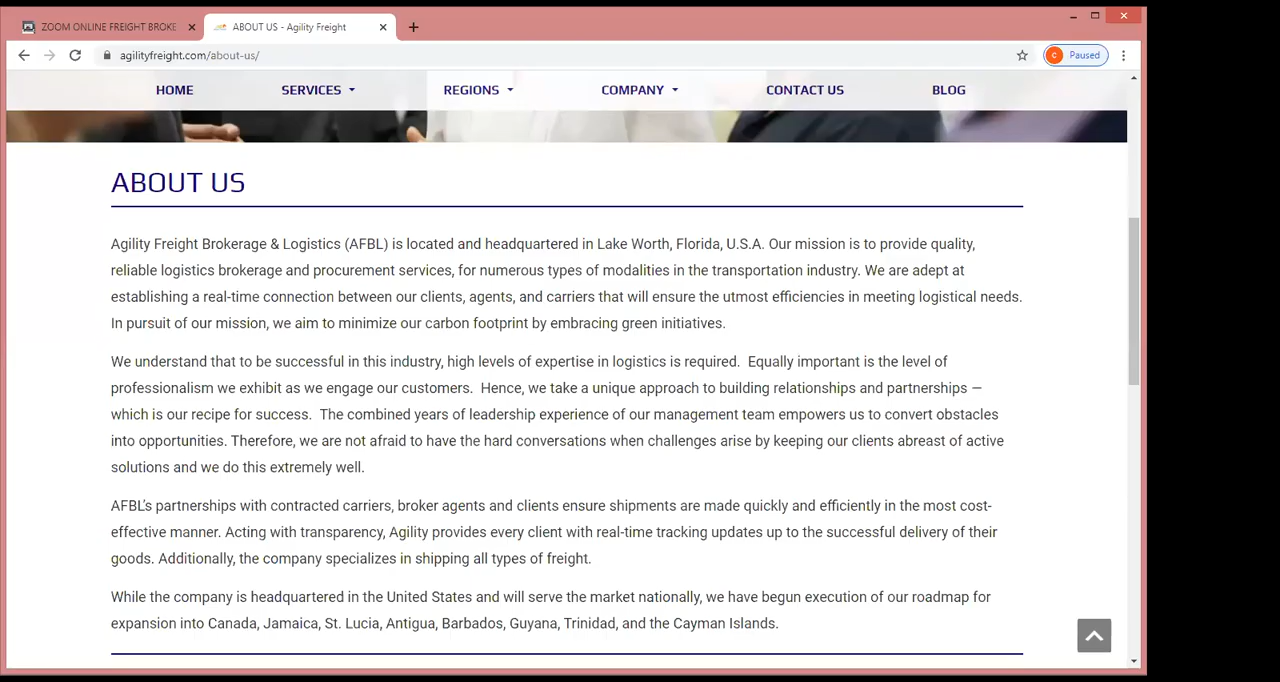 ZOOM ONLINE FREIGHT BROKE
ABOUT US - Agility Freight
agilityfreight.com/about-us/
C Paused
HOME SERVICES REGIONS COMPANY CONTACT US BLOG
ABOUT US
Agility Freight Brokerage & Logistics (AFBL) is located and headquartered in Lake Worth, Florida, U.S.A. Our mission is to provide quality,
reliable logistics brokerage and procurement services, for numerous types of modalities in the transportation industry. We are adept at
establishing a real-time connection between our clients, agents, and carriers that will ensure the utmost efficiencies in meeting logistical needs.
In pursuit of our mission, we aim to minimize our carbon footprint by embracing green initiatives.
We understand that to be successful in this industry, high levels of expertise in logistics is required. Equally important is the level of
professionalism we exhibit as we engage our customers. Hence, we take a unique approach to building relationships and partnerships –
which is our recipe for success. The combined years of leadership experience of our management team empowers us to convert obstacles
into opportunities. Therefore, we are not afraid to have the hard conversations when challenges arise by keeping our clients abreast of active
solutions and we do this extremely well.
AFBL's partnerships with contracted carriers, broker agents and clients ensure shipments are made quickly and efficiently in the most cost-
effective manner. Acting with transparency, Agility provides every client with real-time tracking updates up to the successful delivery of their
goods. Additionally, the company specializes in shipping all types of freight.
While the company is headquartered in the United States and will serve the market nationally, we have begun execution of our roadmap for
expansion into Canada, Jamaica, St. Lucia, Antigua, Barbados, Guyana, Trinidad, and the Cayman Islands.